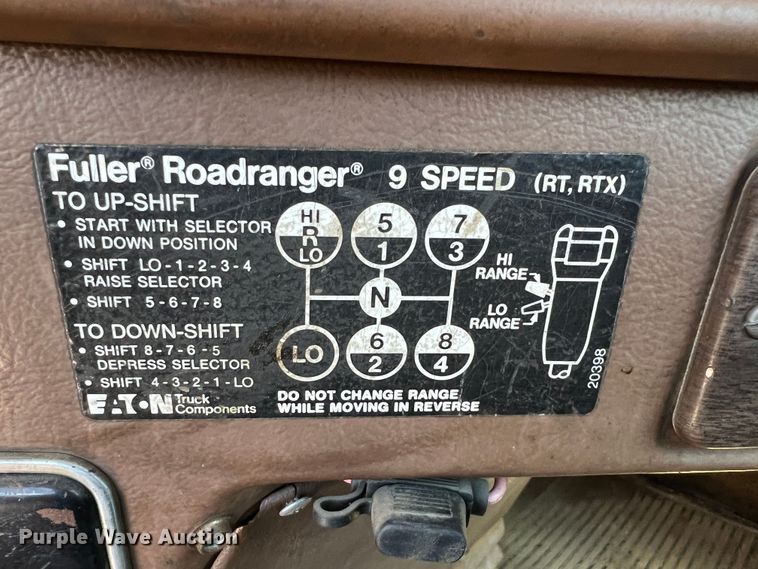 Fuller® Roadranger® 9 SPEED (RT, RTX)
TO UP-SHIFT
• START WITH SELECTOR
IN DOWN POSITION
• SHIFT LO-1-2-3-4
RAISE SELECTOR
• SHIFT 5-6-7-8
TO DOWN-SHIFT
• SHIFT 8-7-6-5
DEPRESS SELECTOR
• SHIFT 4-3-2-1-LO
EATON Truck
Components
HI
R
LO
5
1
7
3
N
LO
6
2
8
4
DO NOT CHANGE RANGE
WHILE MOVING IN REVERSE
HI
RANGE
LO
RANGE
20398
Purple Wave Auction